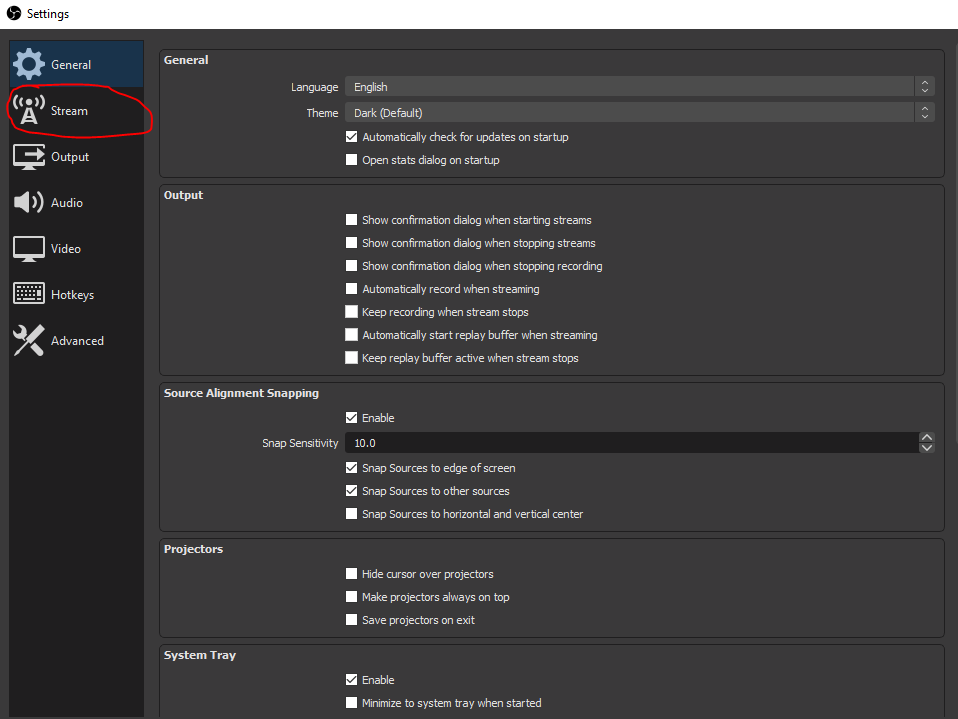 Settings
General
Stream
Output
Audio
Video
Hotkeys
Advanced
General
Language English
Theme Dark (Default)
Automatically check for updates on startup
Open stats dialog on startup
Output
Show confirmation dialog when starting streams
Show confirmation dialog when stopping streams
Show confirmation dialog when stopping recording
Automatically record when streaming
Keep recording when stream stops
Automatically start replay buffer when streaming
Keep replay buffer active when stream stops
Source Alignment Snapping
Enable
Snap Sensitivity 10.0
Snap Sources to edge of screen
Snap Sources to other sources
Snap Sources to horizontal and vertical center
Projectors
Hide cursor over projectors
Make projectors always on top
Save projectors on exit
System Tray
Enable
Minimize to system tray when started